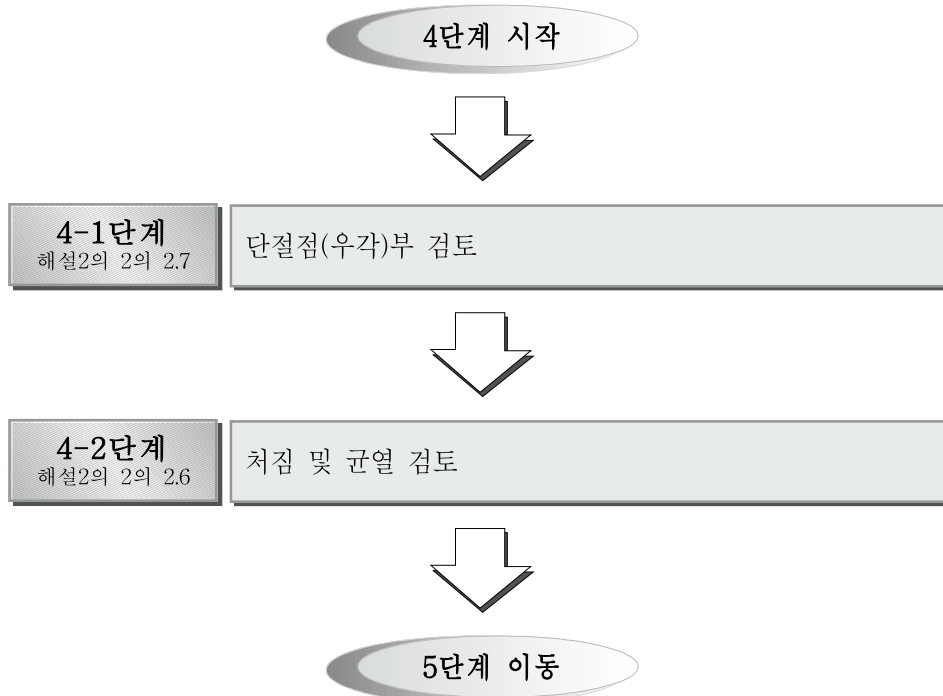 4단계 시작
4-1단계
해설2의 2의 2.7
단절점(우각)부 검토
4-2단계
해설2의 2의 2.6
처짐 및 균열 검토
5단계 이동